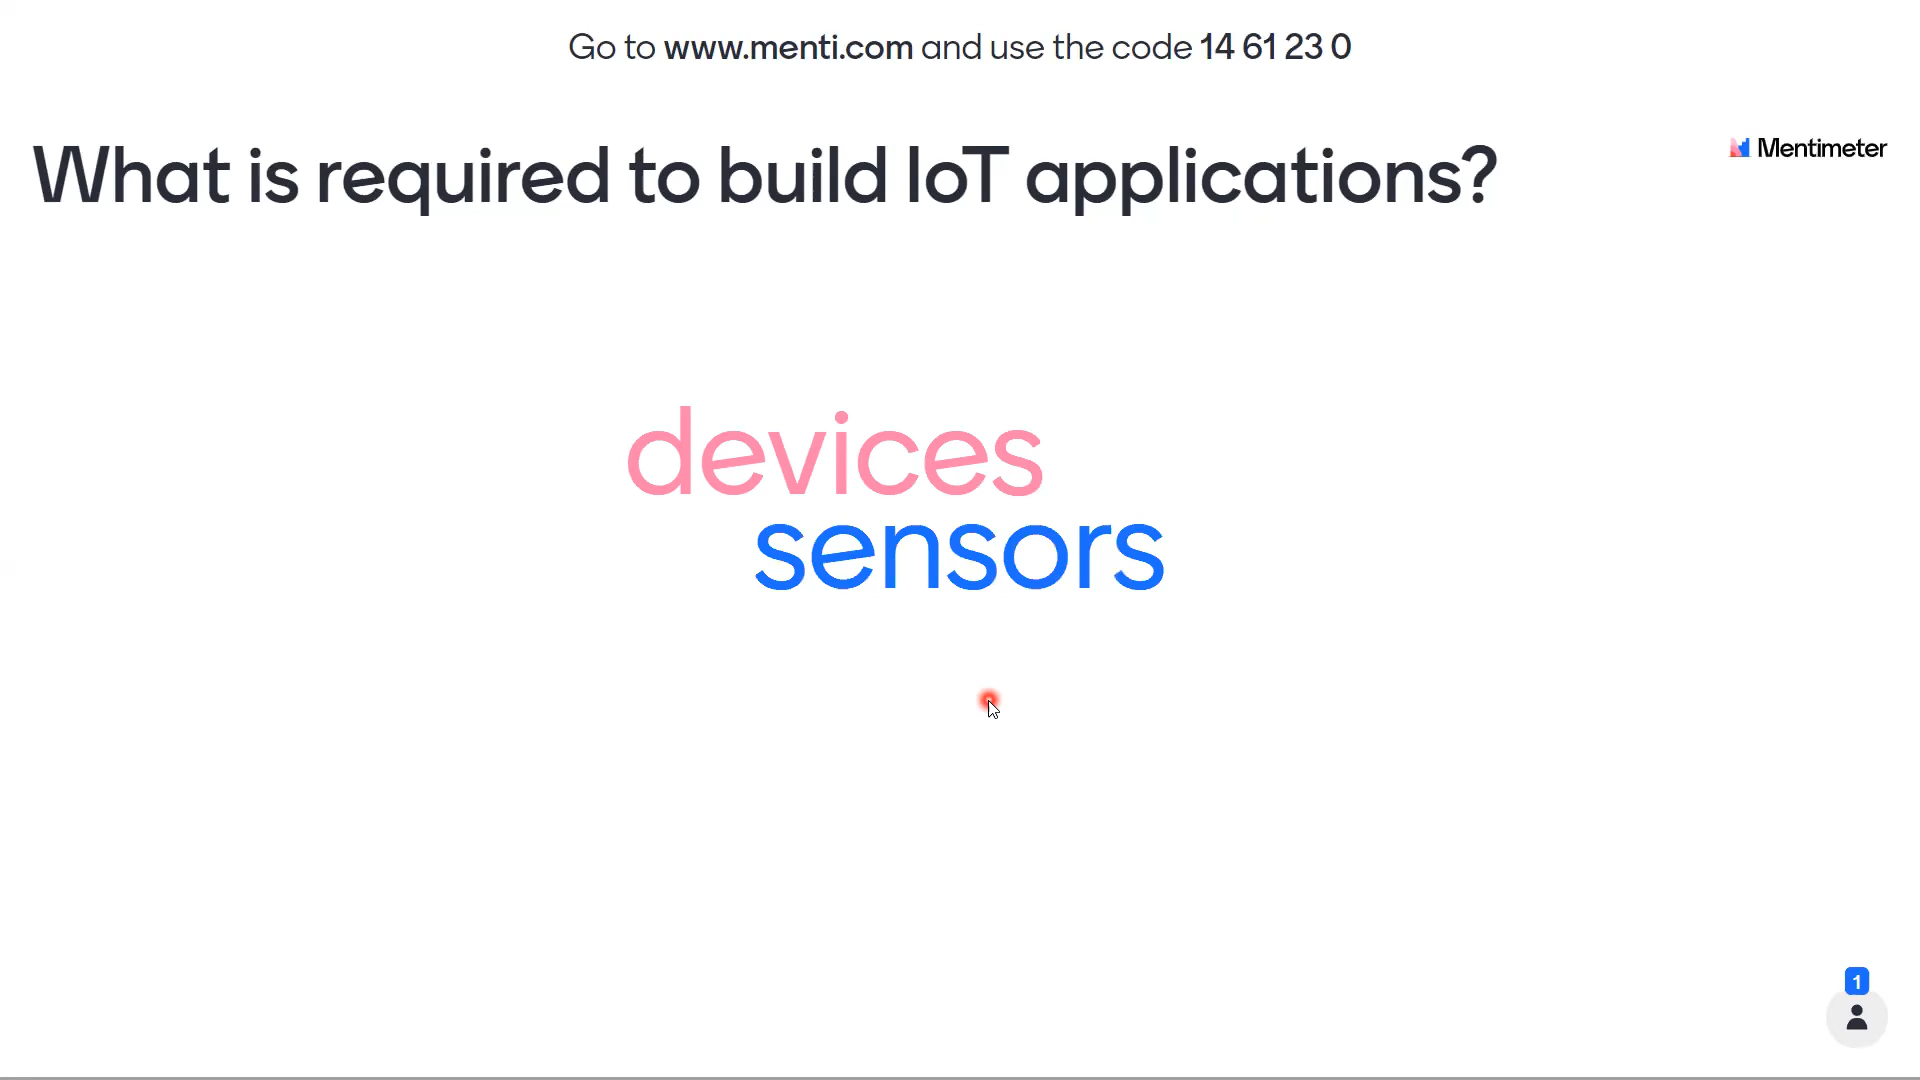 Go to www.menti.com and use the code 14 61 23 0
What is required to build IoT applications?
Mentimeter
devices
sensors
1